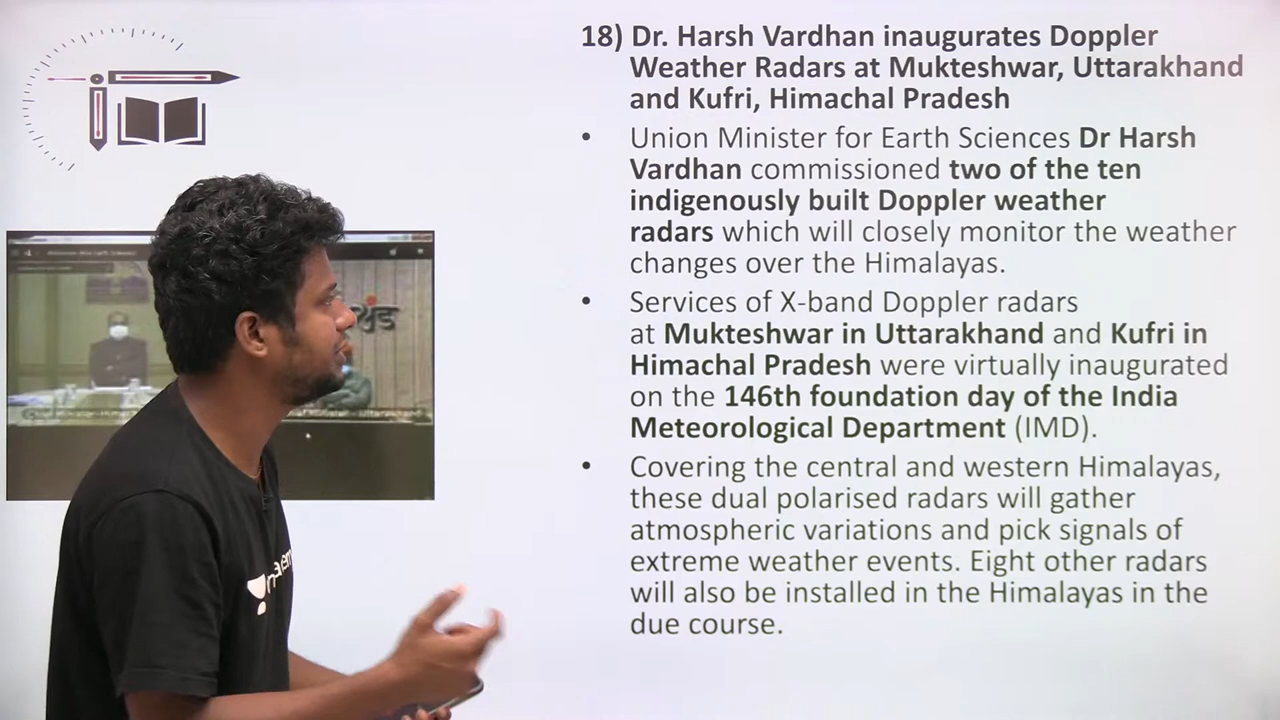 18) Dr. Harsh Vardhan inaugurates Doppler
Weather Radars at Mukteshwar, Uttarakhand
and Kufri, Himachal Pradesh
• Union Minister for Earth Sciences Dr Harsh
Vardhan commissioned two of the ten
indigenously built Doppler weather
radars which will closely monitor the weather
changes over the Himalayas.
• Services of X-band Doppler radars
at Mukteshwar in Uttarakhand and Kufri in
Himachal Pradesh were virtually inaugurated
on the 146th foundation day of the India
Meteorological Department (IMD).
• Covering the central and western Himalayas,
these dual polarised radars will gather
atmospheric variations and pick signals of
extreme weather events. Eight other radars
will also be installed in the Himalayas in the
due course.